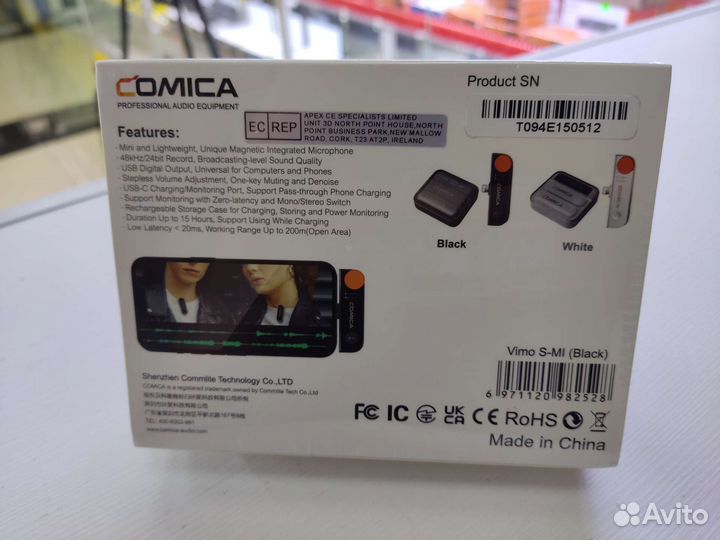 COMICA
PROFESSIONAL AUDIO EQUIPMENT
Product SN
T094E150512
EC REP
APEX CE SPECIALISTS LIMITED
UNIT 3D NORTH POINT HOUSE,NORTH
POINT BUSINESS PARK,NEW MALLOW
ROAD, CORK, T23 AT2P, IRELAND
Features:
· Mini and Lightweight, Unique Magnetic Integrated Microphone
· 48kHz/24bit Record, Broadcasting-level Sound Quality
· USB Digital Output, Universal for Computers and Phones
· Stepless Volume Adjustment, One-key Muting and Denoise
· USB-C Charging/Monitoring Port, Support Pass-through Phone Charging
· Support Monitoring with Zero-latency and Mono/Stereo Switch
· Rechargeable Storage Case for Charging, Storing and Power Monitoring
· Duration Up to 15 Hours, Support Using While Charging
· Low Latency < 20ms, Working Range Up to 200m(Open Area)
COMICA
COMICA
Black
White
COMICA
Vimo S-MI (Black)
6 971120 982528
Shenzhen Commlite Technology Co.,LTD
COMICA is a registered trademark owned by Commlite Tech Co.,Ltd
www.comica-audio.com
FC IC UK CA CE RoHS
Made in China
Avito